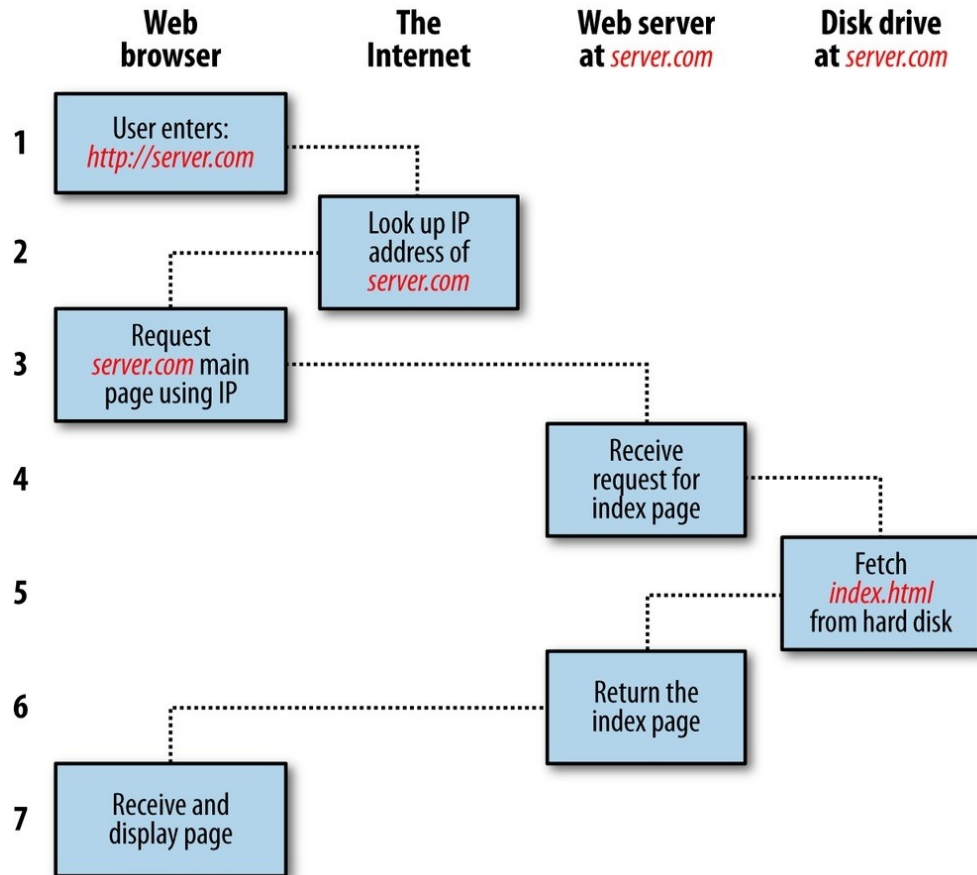 Web
browser
The
Internet
Web server
at server.com
Disk drive
at server.com
1
User enters:
http://server.com
2
Look up IP
address of
server.com
3
Request
server.com main
page using IP
4
Receive
request for
index page
5
Fetch
index.html
from hard disk
6
Return the
index page
7
Receive and
display page